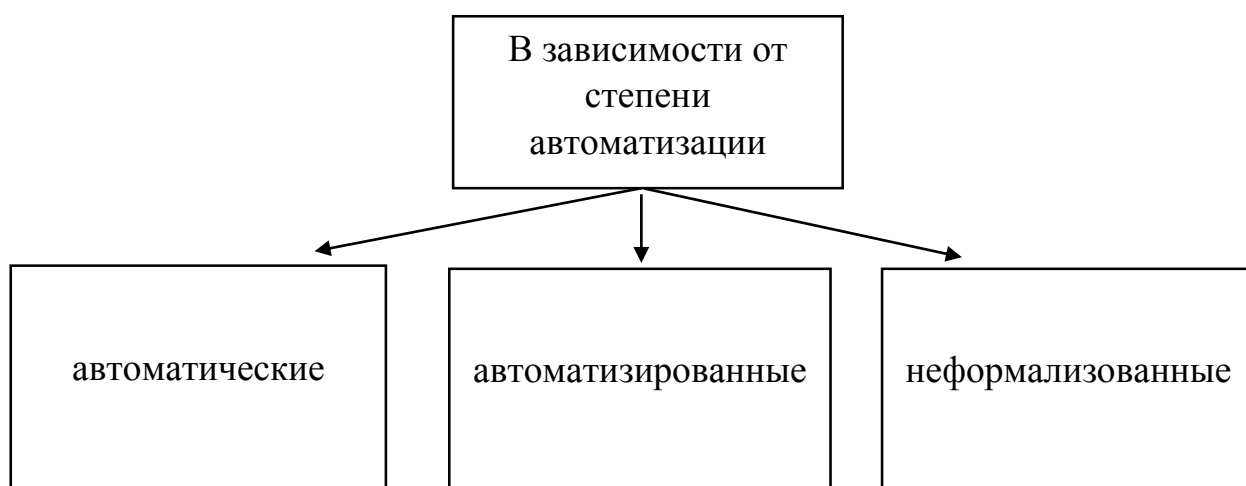 В зависимости от
степени
автоматизации
автоматические
автоматизированные
неформализованные